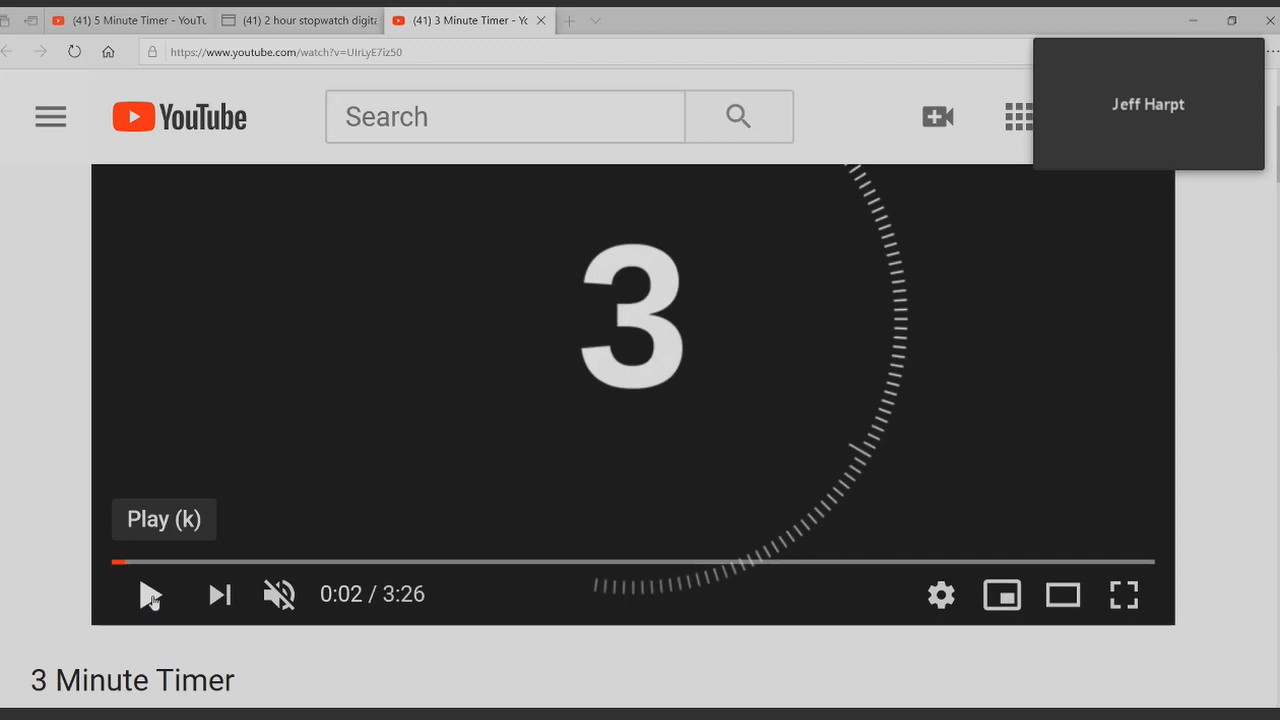 (41) 5 Minute Timer - YouTu
(41) 2 hour stopwatch digita
(41) 3 Minute Timer - Yo
https://www.youtube.com/watch?v=UIrLyE7iz50
Jeff Harpt
YouTube
Search
3
Play (k)
0:02 / 3:26
3 Minute Timer